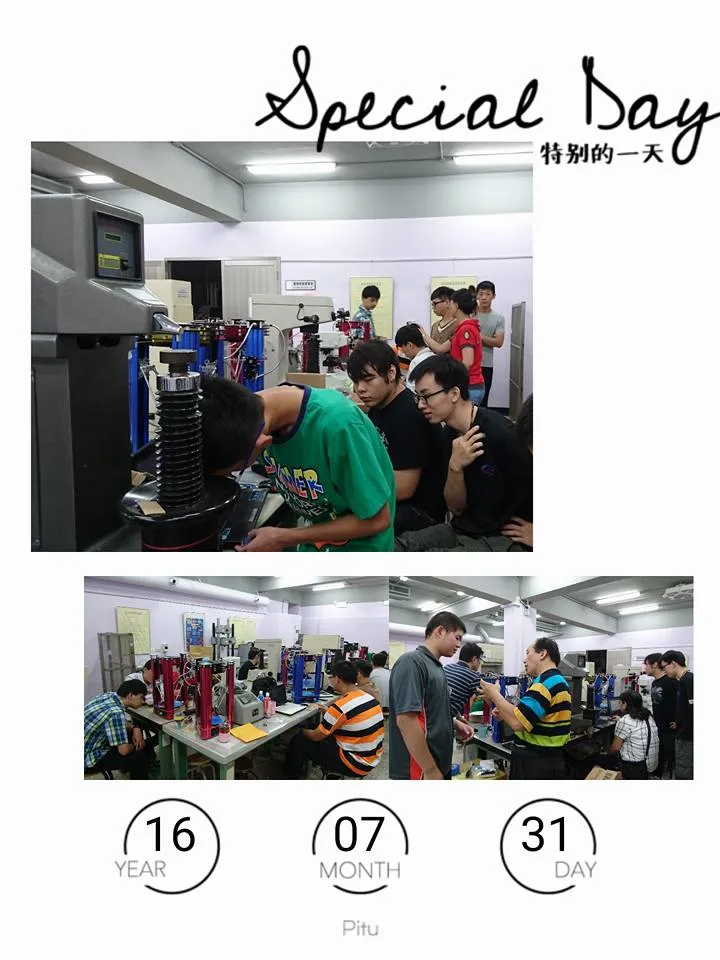 Special Day
特别的一天
16
YEAR
07
MONTH
31
DAY
Pitu